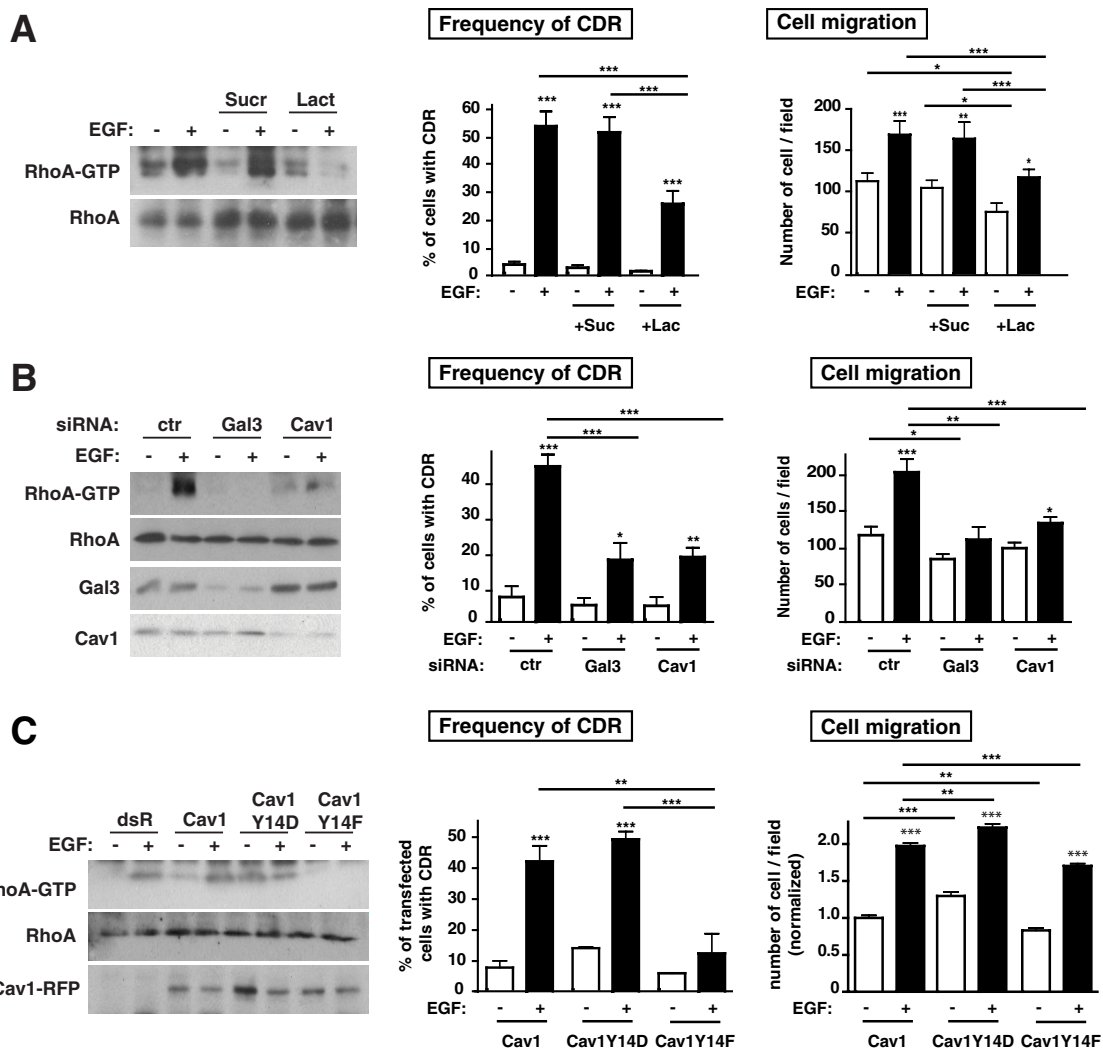 A
Sucr Lact
EGF: - + - + - +
RhoA-GTP
RhoA
Frequency of CDR
***
***
*** *** ***
% of cells with CDR
60
50
40
30
20
10
0
EGF: - + - + - +
+Suc +Lac
Cell migration
***
*
***
*
*** ** *
Number of cell / field
200
150
100
50
0
EGF: - + - + - +
+Suc +Lac
B
siRNA: ctr Gal3 Cav1
EGF: - + - + - +
RhoA-GTP
RhoA
Gal3
Cav1
Frequency of CDR
***
***
*** * **
% of cells with CDR
40
30
20
10
0
EGF: - + - + - +
siRNA: ctr Gal3 Cav1
Cell migration
***
**
*
*** *
Number of cells / field
200
150
100
50
0
EGF: - + - + - +
siRNA: ctr Gal3 Cav1
C
dsR Cav1 Cav1 Y14D Cav1 Y14F
EGF: - + - + - + - +
hoA-GTP
RhoA
Cav1-RFP
Frequency of CDR
**
***
*** ***
% of transfected
cells with CDR
50
40
30
20
10
0
EGF: - + - + - +
Cav1 Cav1Y14D Cav1Y14F
Cell migration
***
**
**
***
*** *** ***
number of cell / field
(normalized)
2.0
1.5
1.0
0.5
0.0
EGF: - + - + - +
Cav1 Cav1Y14D Cav1Y14F